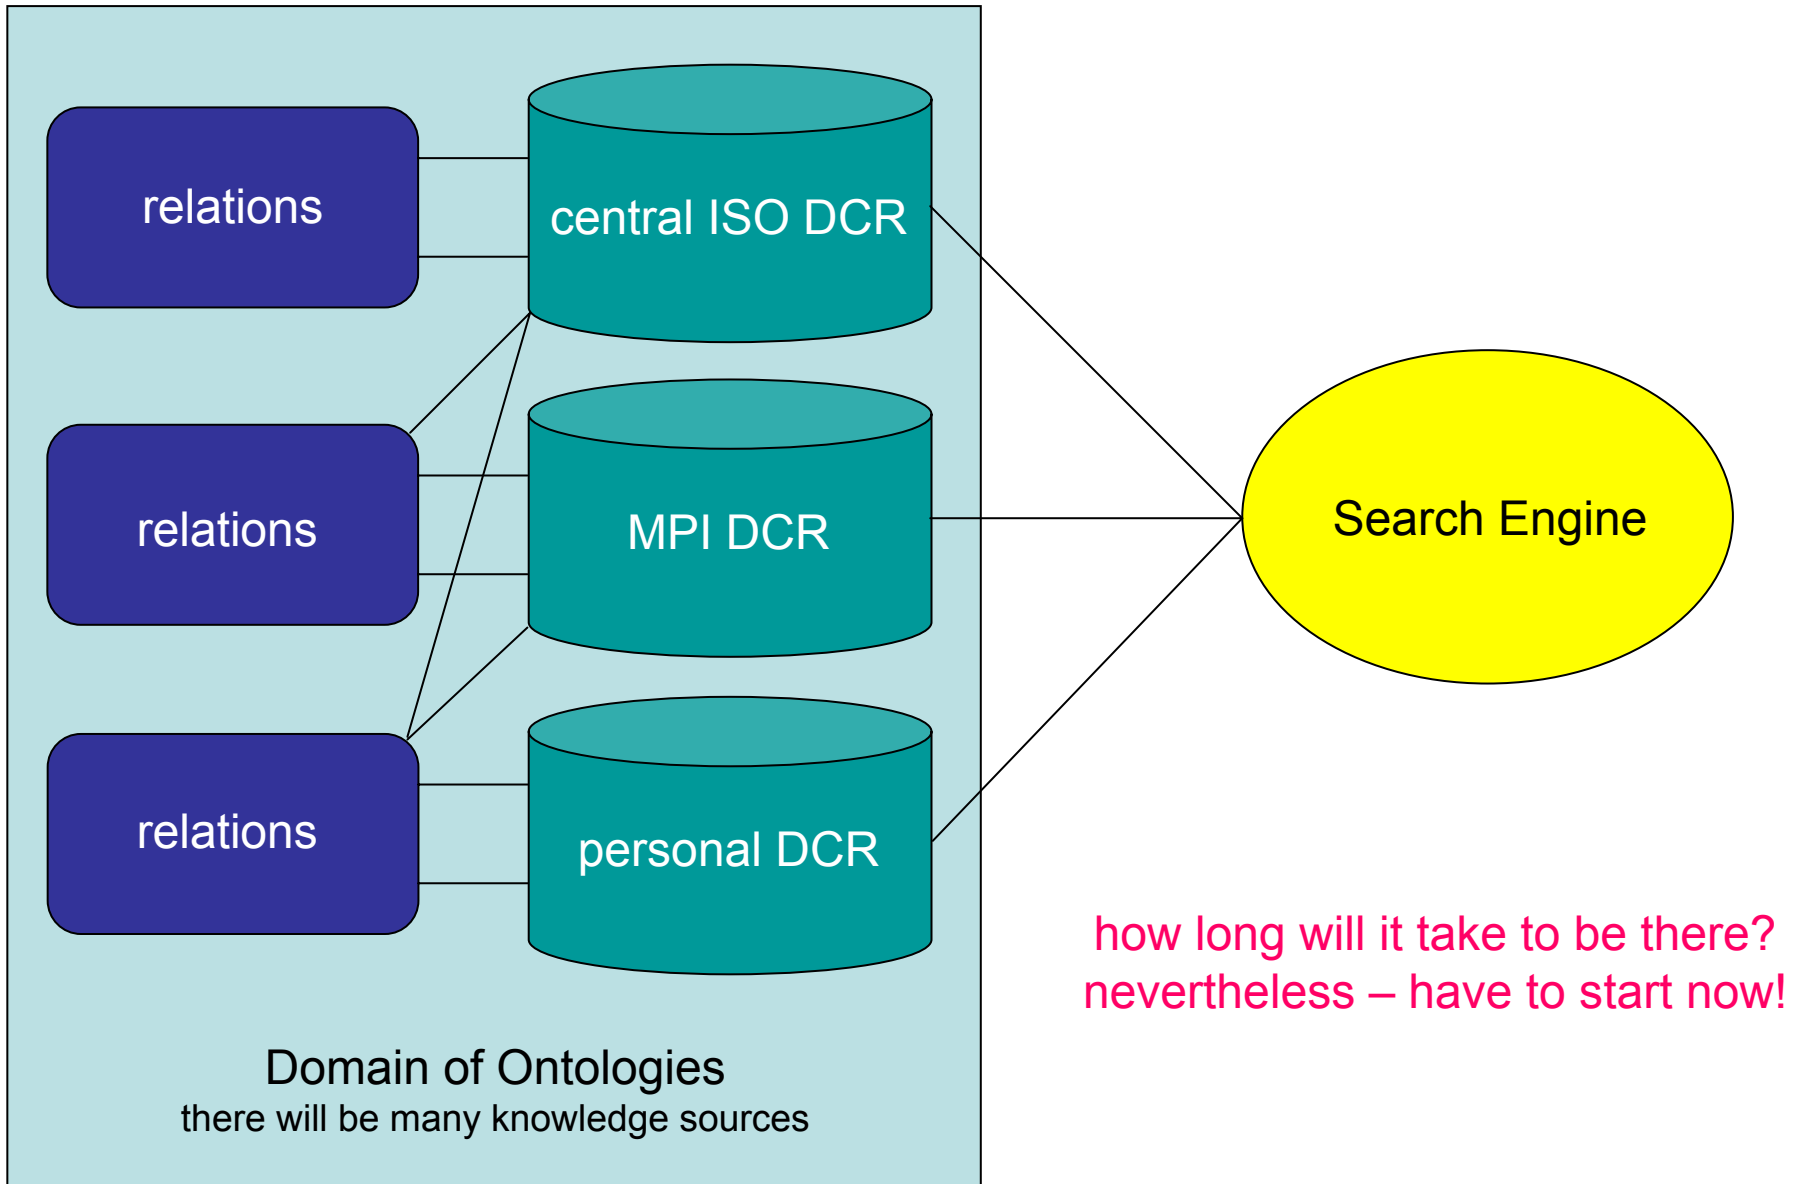 relations
central ISO DCR
relations
MPI DCR
Search Engine
relations
personal DCR
how long will it take to be there?
nevertheless – have to start now!
Domain of Ontologies
there will be many knowledge sources